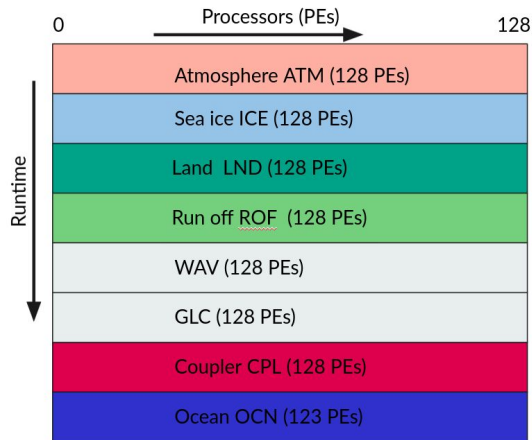 Processors (PEs)
0 128
Runtime
Atmosphere ATM (128 PEs)
Sea ice ICE (128 PEs)
Land LND (128 PEs)
Run off ROF (128 PEs)
WAV (128 PEs)
GLC (128 PEs)
Coupler CPL (128 PEs)
Ocean OCN (123 PEs)